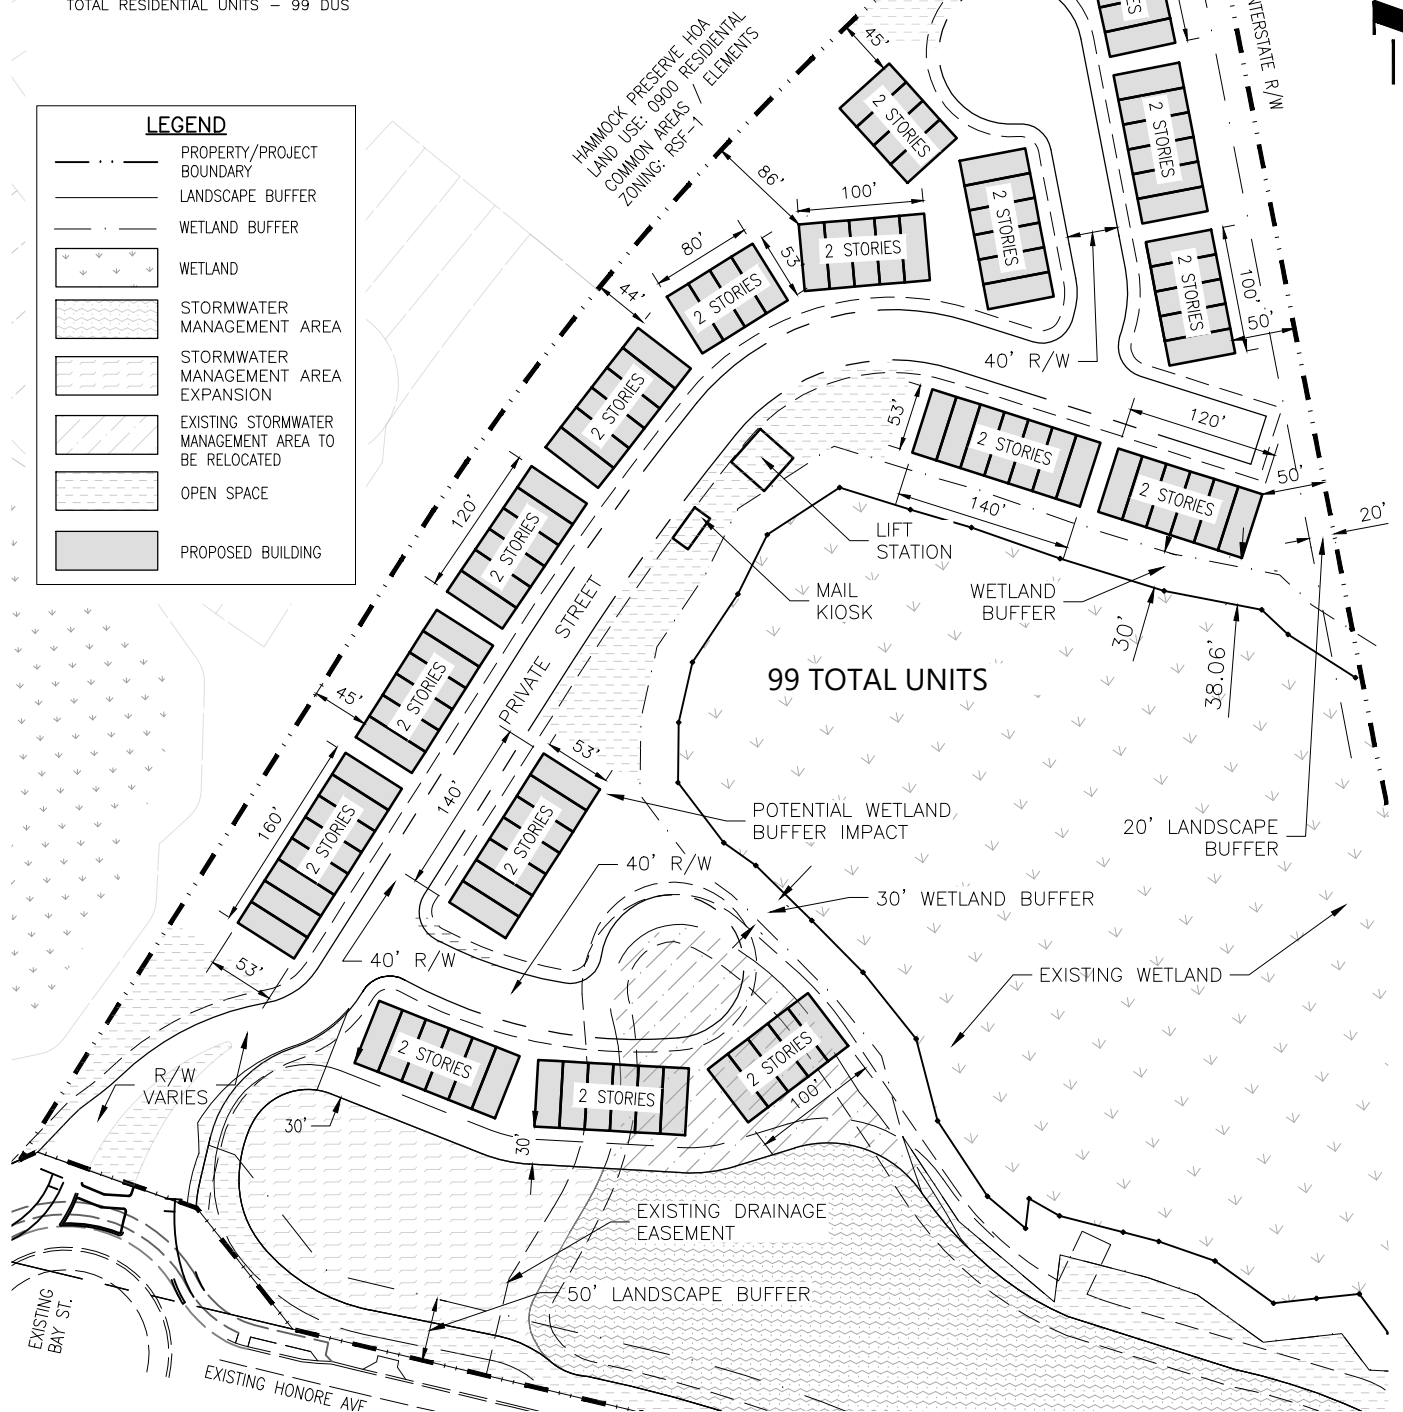 TOTAL RESIDENTIAL UNITS – 99 DUS
LEGEND
PROPERTY/PROJECT
BOUNDARY
LANDSCAPE BUFFER
WETLAND BUFFER
WETLAND
STORMWATER
MANAGEMENT AREA
STORMWATER
MANAGEMENT AREA
EXPANSION
EXISTING STORMWATER
MANAGEMENT AREA TO
BE RELOCATED
OPEN SPACE
PROPOSED BUILDING
HAMMOCK PRESERVE HOA
LAND USE: 0900 RESIDIENTAL
COMMON AREAS / ELEMENTS
ZONING: RSF-1
NTERSTATE R/W
ES
45'
2 STORIES
2 STORIES
86'
100'
2 STORIES
2 STORIES
80'
53'
2 STORIES
2 STORIES
100'
50'
44'
40' R/W
2 STORIES
53'
2 STORIES
120'
2 STORIES
50'
20'
140'
120'
2 STORIES
LIFT
STATION
MAIL
KIOSK
WETLAND
BUFFER
30'
38.06'
PRIVATE STREET
99 TOTAL UNITS
2 STORIES
45'
53'
140'
160'
2 STORIES
2 STORIES
POTENTIAL WETLAND
BUFFER IMPACT
20' LANDSCAPE
BUFFER
40' R/W
30' WETLAND BUFFER
40' R/W
53'
EXISTING WETLAND
2 STORIES
2 STORIES
2 STORIES
100'
R/W
VARIES
30'
30'
EXISTING DRAINAGE
EASEMENT
50' LANDSCAPE BUFFER
EXISTING
BAY ST.
EXISTING HONORE AVE